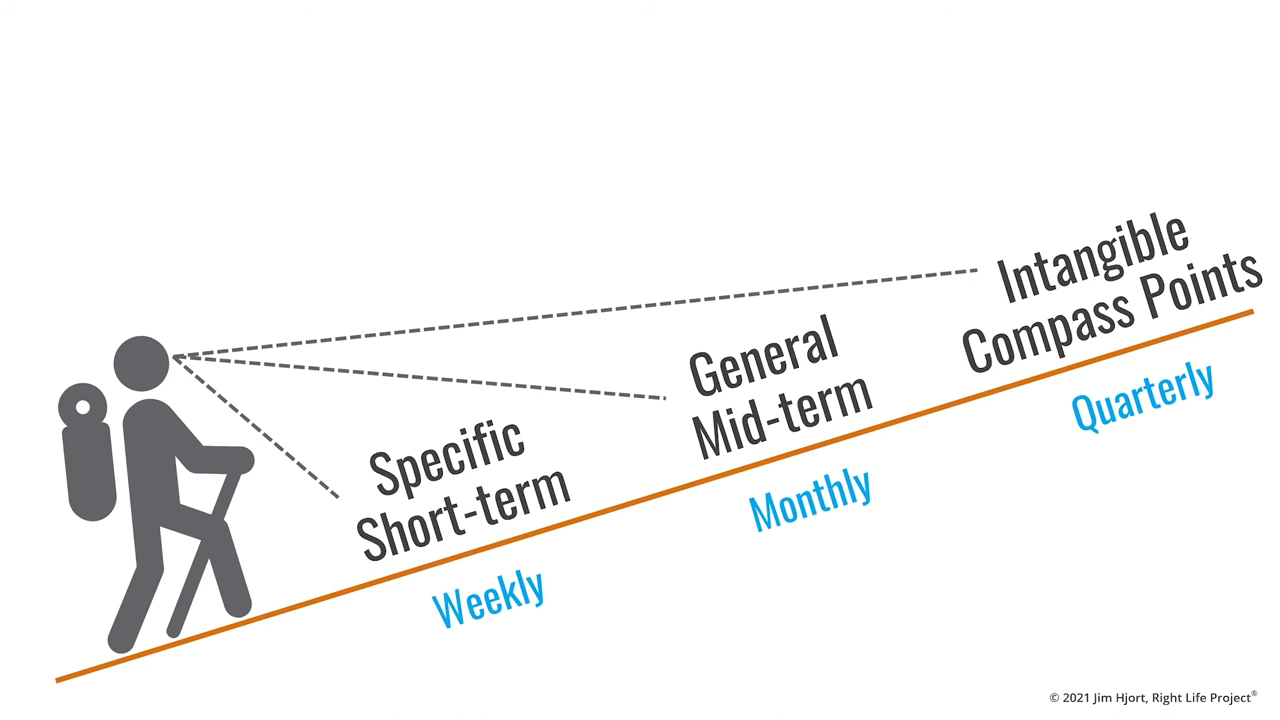 Specific
Short-term
Weekly
General
Mid-term
Monthly
Intangible
Compass Points
Quarterly
© 2021 Jim Hjort, Right Life Project®